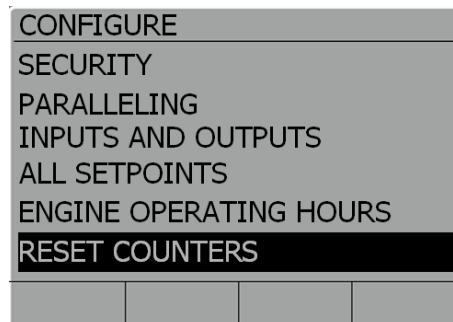 CONFIGURE
SECURITY
PARALLELING
INPUTS AND OUTPUTS
ALL SETPOINTS
ENGINE OPERATING HOURS
RESET COUNTERS